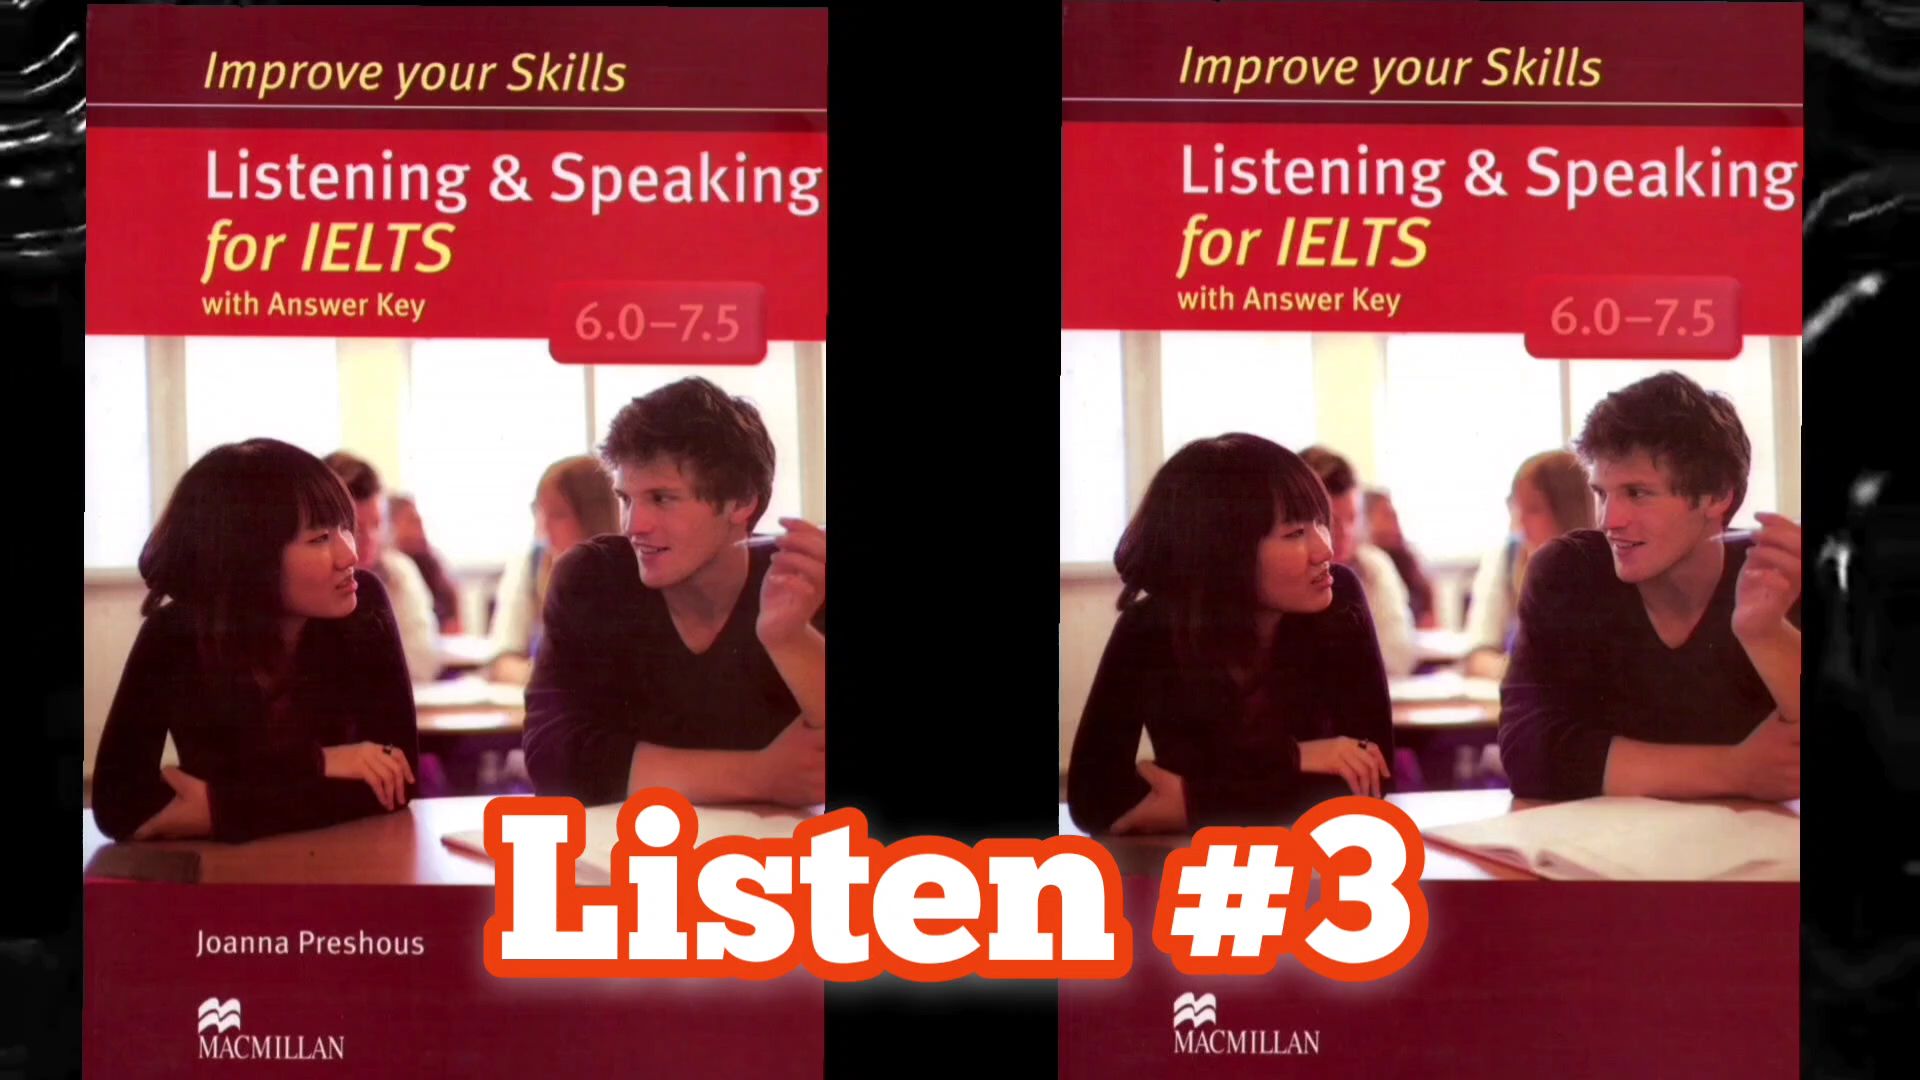 Improve your Skills
Listening & Speaking
for IELTS
with Answer Key
6.0–7.5
Joanna Preshous
MACMILLAN
Improve your Skills
Listening & Speaking
for IELTS
with Answer Key
6.0–7.5
MACMILLAN
Listen #3